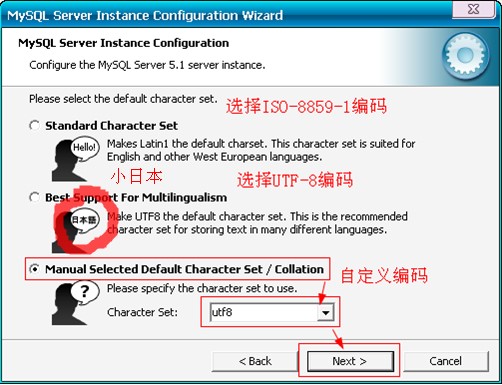 MySQL Server Instance Configuration Wizard
MySQL Server Instance Configuration
Configure the MySQL Server 5.1 server instance.
Please select the default character set.
选择ISO-8859-1编码
Standard Character Set
Hello!
Makes Latin1 the default charset. This character set is suited for
English and other West European languages.
小日本
选择UTF-8编码
Best Support For Multilingualism
日本語
Make UTF8 the default character set. This is the recommended
character set for storing text in many different languages.
Manual Selected Default Character Set / Collation
自定义编码
?
Please specify the character set to use.
Character Set:
utf8
< Back
Next >
Cancel